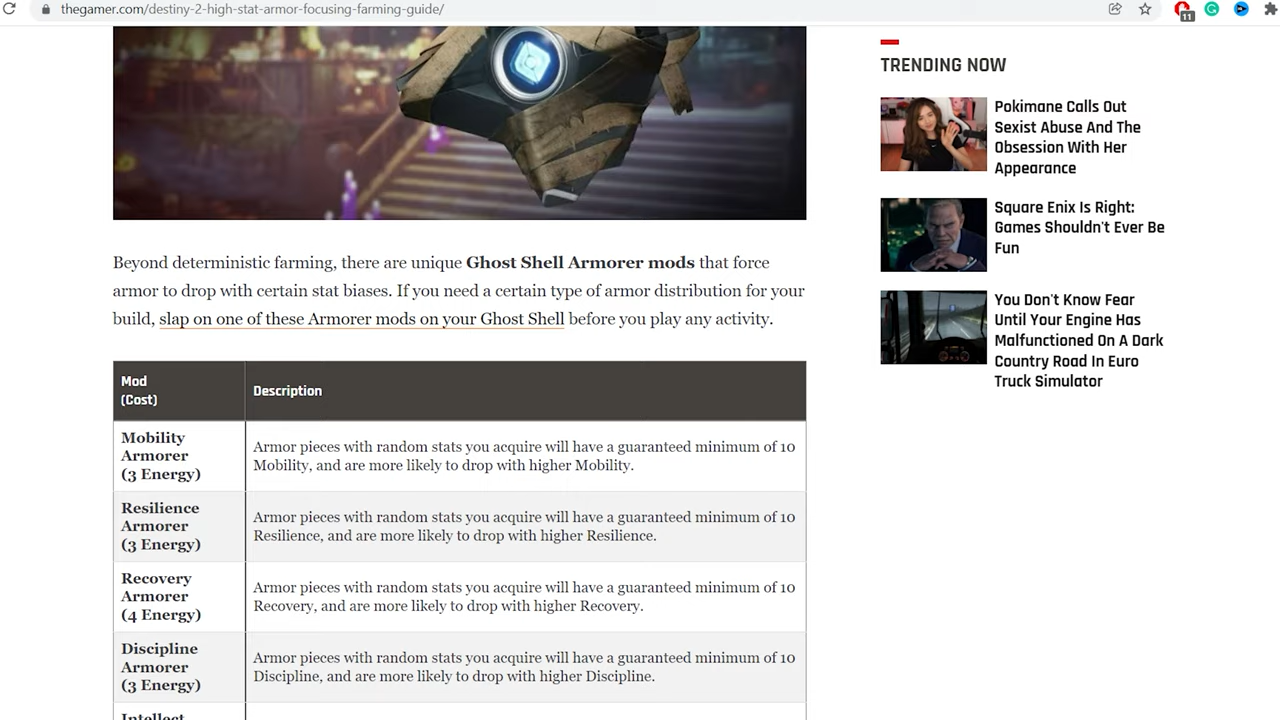 thegamer.com/destiny-2-high-stat-armor-focusing-farming-guide/
11
TRENDING NOW
Pokimane Calls Out
Sexist Abuse And The
Obsession With Her
Appearance
Square Enix Is Right:
Games Shouldn't Ever Be
Fun
You Don't Know Fear
Until Your Engine Has
Malfunctioned On A Dark
Country Road In Euro
Truck Simulator
Beyond deterministic farming, there are unique Ghost Shell Armorer mods that force
armor to drop with certain stat biases. If you need a certain type of armor distribution for your
build, slap on one of these Armorer mods on your Ghost Shell before you play any activity.
Mod
(Cost)
Description
Mobility
Armorer
(3 Energy)
Armor pieces with random stats you acquire will have a guaranteed minimum of 10
Mobility, and are more likely to drop with higher Mobility.
Resilience
Armorer
(3 Energy)
Armor pieces with random stats you acquire will have a guaranteed minimum of 10
Resilience, and are more likely to drop with higher Resilience.
Recovery
Armorer
(4 Energy)
Armor pieces with random stats you acquire will have a guaranteed minimum of 10
Recovery, and are more likely to drop with higher Recovery.
Discipline
Armorer
(3 Energy)
Armor pieces with random stats you acquire will have a guaranteed minimum of 10
Discipline, and are more likely to drop with higher Discipline.
Intellect